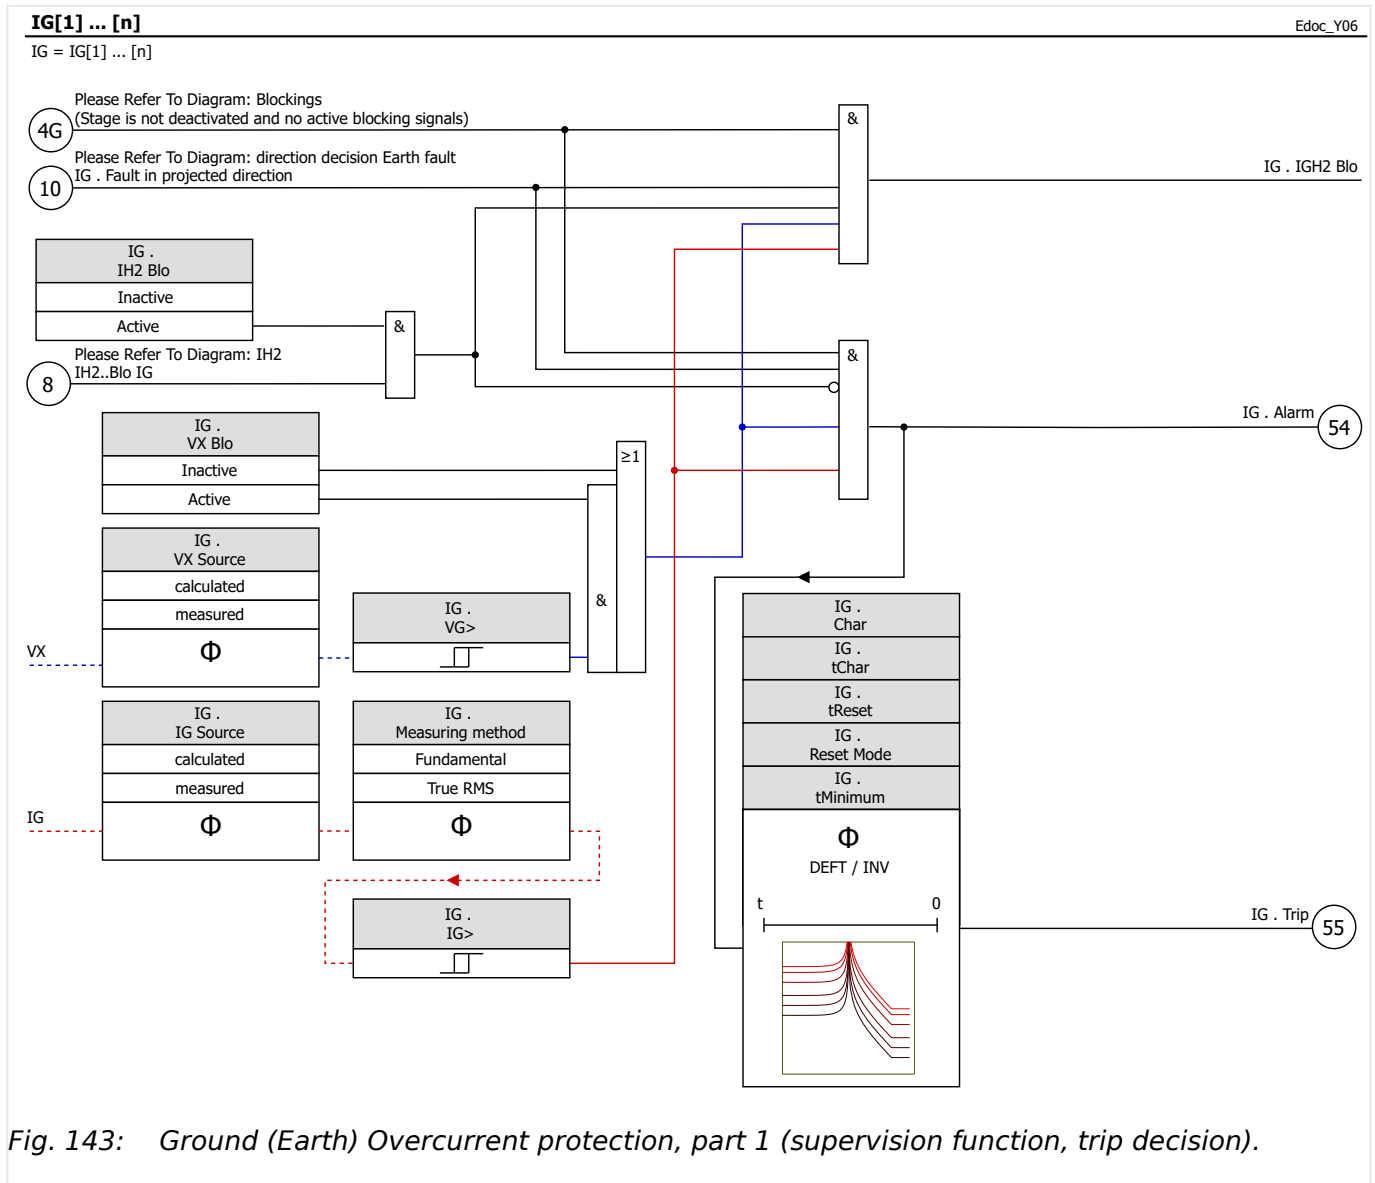 IG[1] ... [n]
Edoc_Y06
IG = IG[1] ... [n]
Please Refer To Diagram: Blockings
4G
(Stage is not deactivated and no active blocking signals)
&
Please Refer To Diagram: direction decision Earth fault
10
IG . Fault in projected direction
IG . IGH2 Blo
IG .
IH2 Blo
Inactive
Active
&
Please Refer To Diagram: IH2
8
IH2..Blo IG
&
IG . Alarm
54
IG .
VX Blo
Inactive
Active
≥1
&
IG .
VX Source
calculated
measured
VX
Φ
IG .
VG>
IG .
IG Source
calculated
measured
IG
Φ
IG .
Measuring method
Fundamental
True RMS
Φ
IG .
IG>
IG .
Char
IG .
tChar
IG .
tReset
IG .
Reset Mode
IG .
tMinimum
Φ
DEFT / INV
t
0
IG . Trip
55
Fig. 143: Ground (Earth) Overcurrent protection, part 1 (supervision function, trip decision).